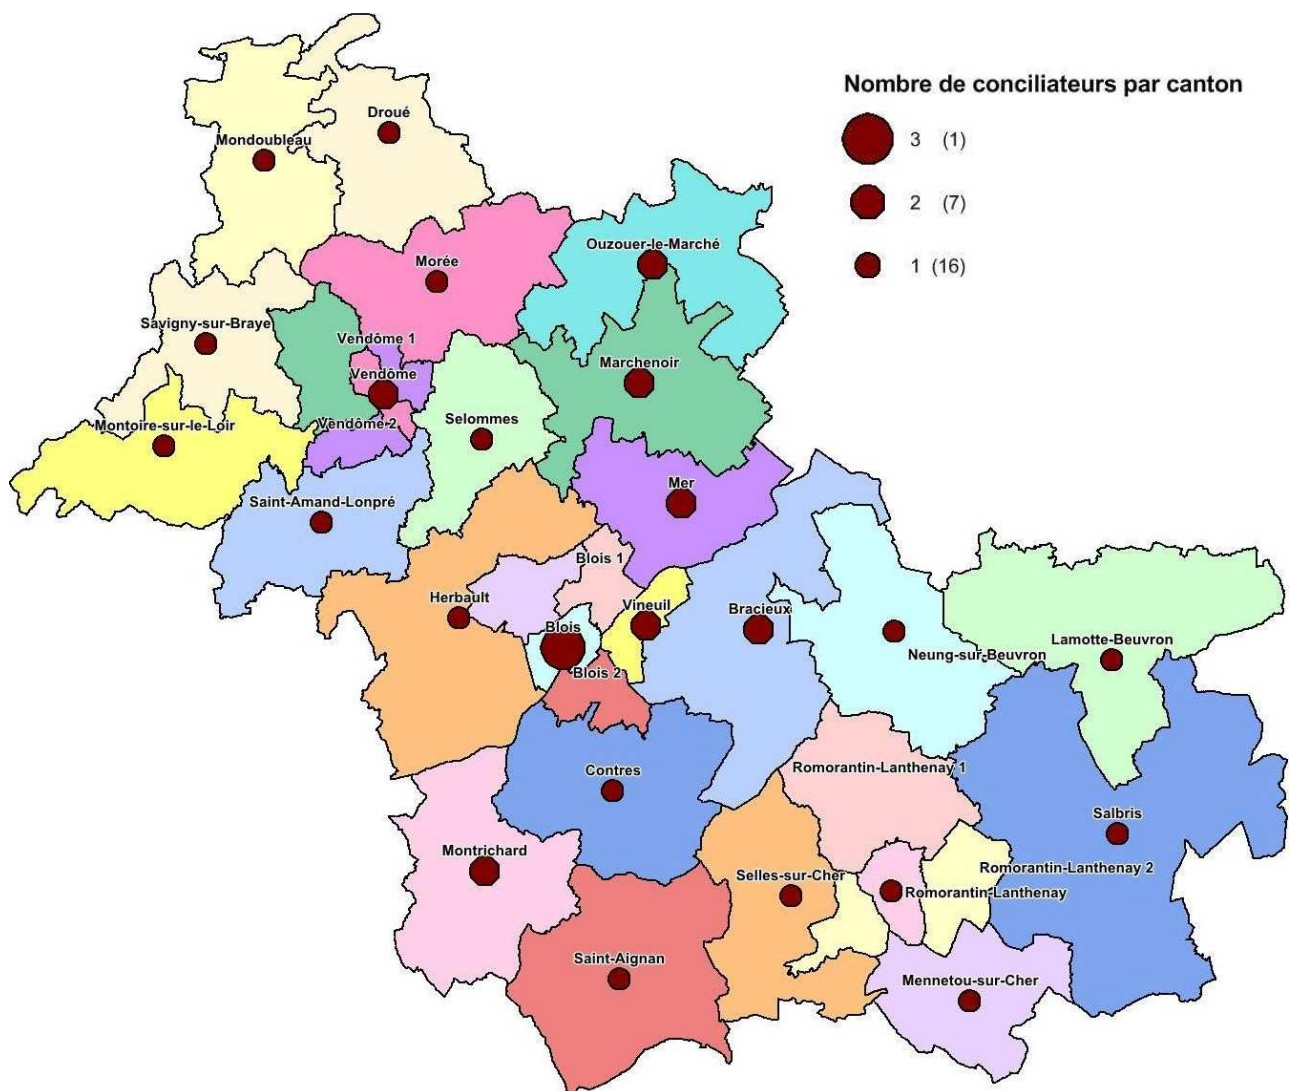 Nombre de conciliateurs par canton
3 (1)
2 (7)
1 (16)
Droué
Mondoubleau
Ouzouer-le-Marché
Morée
Savigny-sur-Braye
Vendôme 1
Marchenoir
Vendôme
Selommes
Vendôme 2
Montoire-sur-le-Loir
Mer
Saint-Amand-Lonpré
Blois 1
Herbault
Vineuil
Bracieux
Blois
Lamotte-Beuvron
Neung-sur-Beuvron
Blois 2
Contres
Romorantin-Lanthenay 1
Salbris
Montrichard
Romorantin-Lanthenay 2
Selles-sur-Cher
Romorantin-Lanthenay
Saint-Aignan
Mennetou-sur-Cher